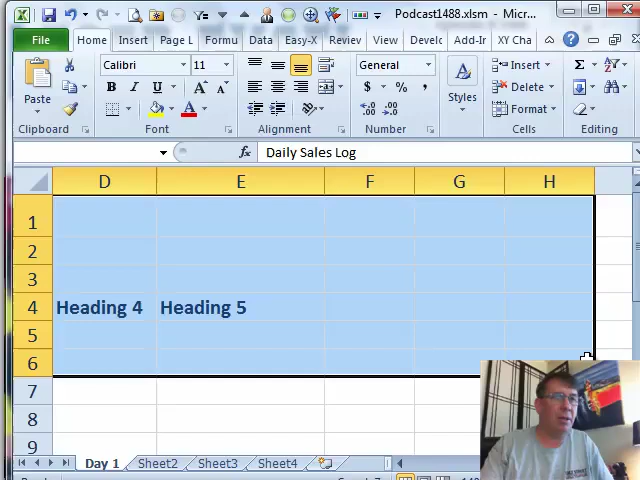 Podcast1488.xlsm - Micr...
File Home Insert Page L Formu Data Easy-X Review View Develc Add-In XY Cha
Calibri 11 General Insert
Paste B I U $ % , Styles Delete
Format
Clipboard Font Alignment Number Cells Editing
fx Daily Sales Log
D E F G H
1
2
3
4 Heading 4 Heading 5
5
6
7
8
9
Day 1 Sheet2 Sheet3 Sheet4